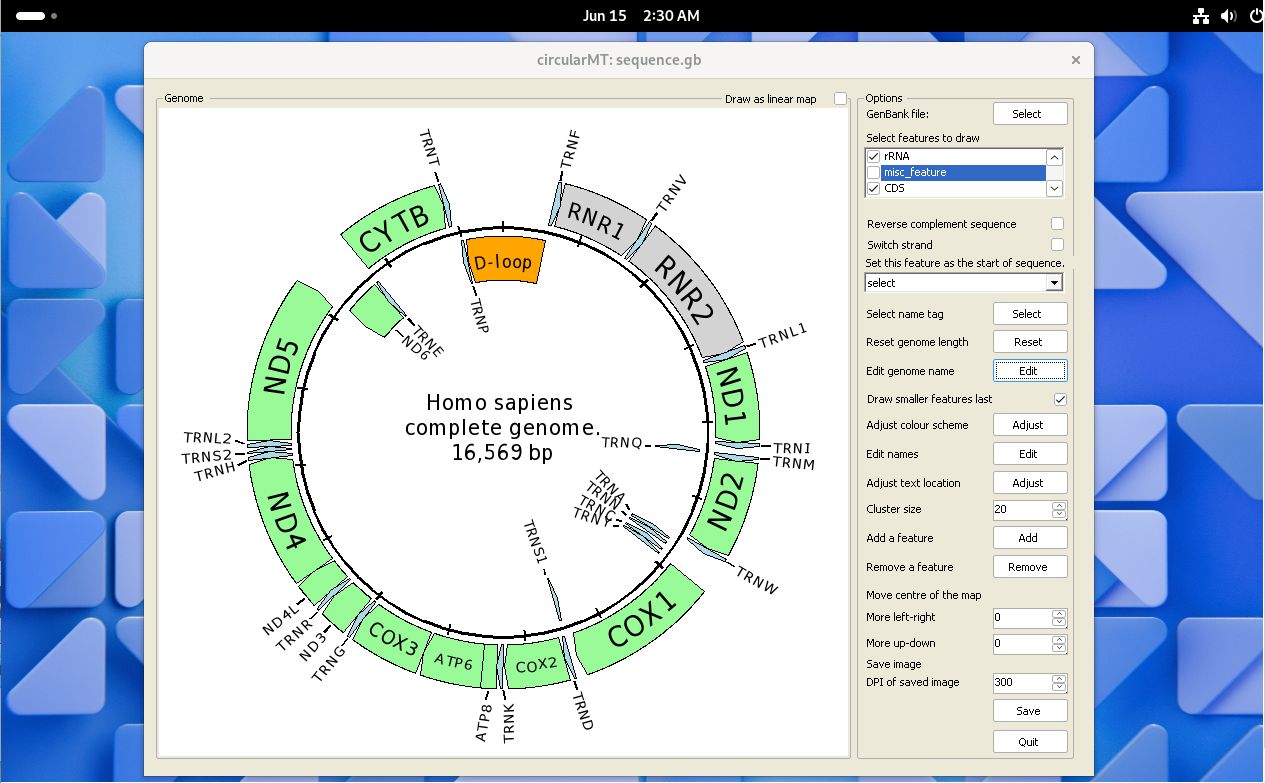 Jun 15 2:30 AM
circularMT: sequence.gb
Genome
Draw as linear map
TRNT
TRNF
TRNV
CYTB
RNR1
D-loop
RNR2
TRNP
TRNE
ND6
TRNL1
ND5
ND1
Homo sapiens
complete genome.
16,569 bp
TRNQ
TRNL2
TRNS2
TRNH
TRNI
TRNM
ND4
ND2
TRNA
TRNN
TRNC
TRNY
TRNS1
TRNW
COX1
ND4L
TRNR
ND3
TRNG
COX3
ATP6
COX2
ATP8
TRNK
TRND
Options
GenBank file:
Select
Select features to draw
rRNA
misc_feature
CDS
Reverse complement sequence
Switch strand
Set this feature as the start of sequence.
select
Select name tag
Select
Reset genome length
Reset
Edit genome name
Edit
Draw smaller features last
Adjust colour scheme
Adjust
Edit names
Edit
Adjust text location
Adjust
Cluster size
20
Add a feature
Add
Remove a feature
Remove
Move centre of the map
More left-right
0
More up-down
0
Save image
DPI of saved image
300
Save
Quit